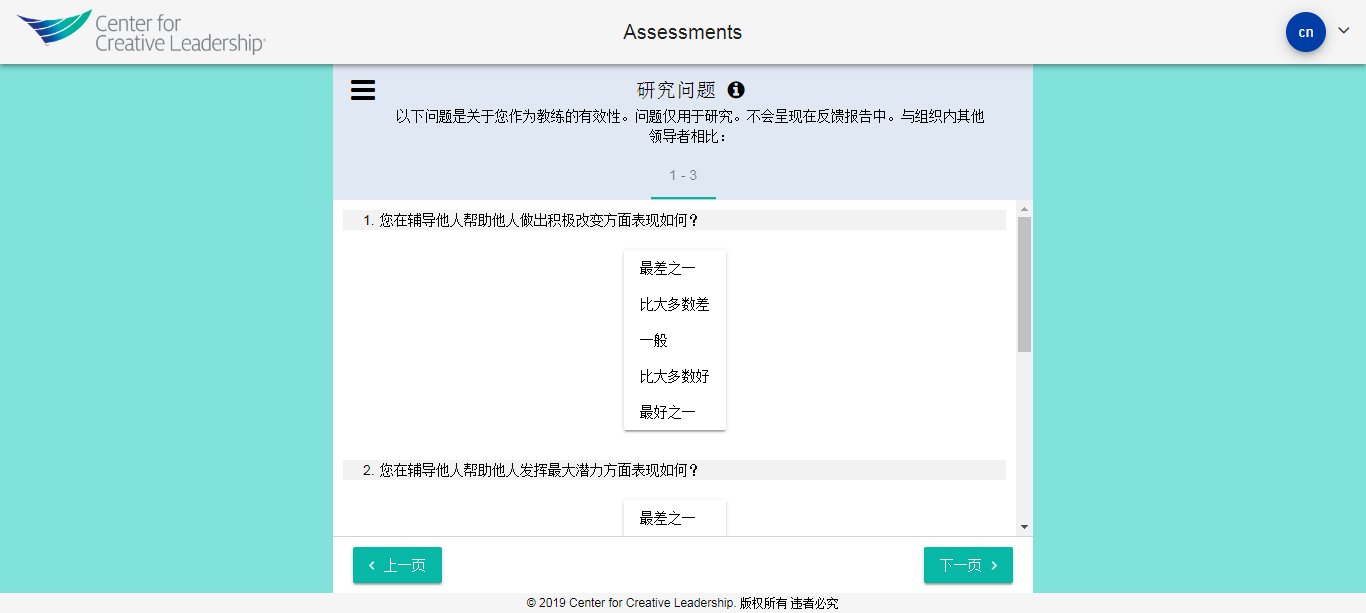 Center for
Creative Leadership®
Assessments
cn
研究问题
以下问题是关于您作为教练的有效性。问题仅用于研究。不会呈现在反馈报告中。与组织内其他
领导者相比：
1 - 3
1. 您在辅导他人帮助他人做出积极改变方面表现如何？
最差之一
比大多数差
一般
比大多数好
最好之一
2. 您在辅导他人帮助他人发挥最大潜力方面表现如何？
最差之一
上一页
下一页
© 2019 Center for Creative Leadership. 版权所有 违者必究